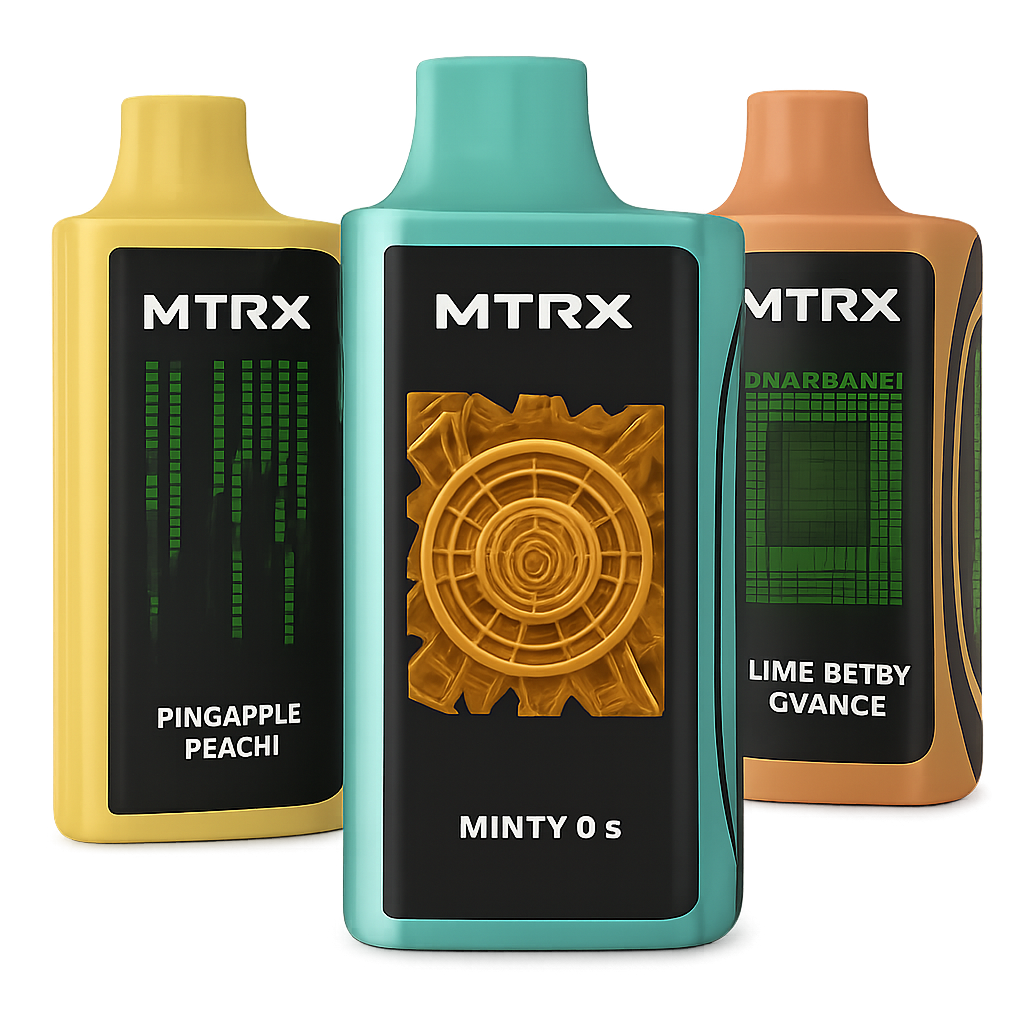 MTRX
PINGAPPLE
PEACHI
MTRX
MINTY 0 s
MTRX
DNARBANEI
LIME BETBY
GVANCE